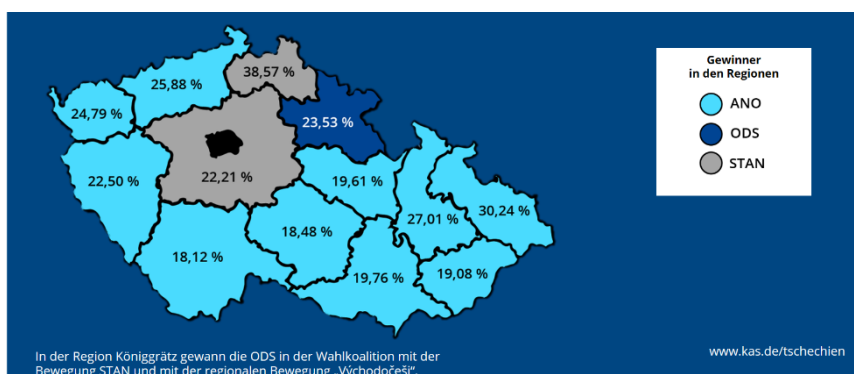 38,57 %
25,88 %
24,79 %
23,53 %
22,50 %
22,21 %
19,61 %
30,24 %
27,01 %
18,48 %
18,12 %
19,76 %
19,08 %
Gewinner
in den Regionen
ANO
ODS
STAN
In der Region Königgrätz gewann die ODS in der Wahlkoalition mit der
Bewegung STAN und mit der regionalen Bewegung „Východočeši“.
www.kas.de/tschechien